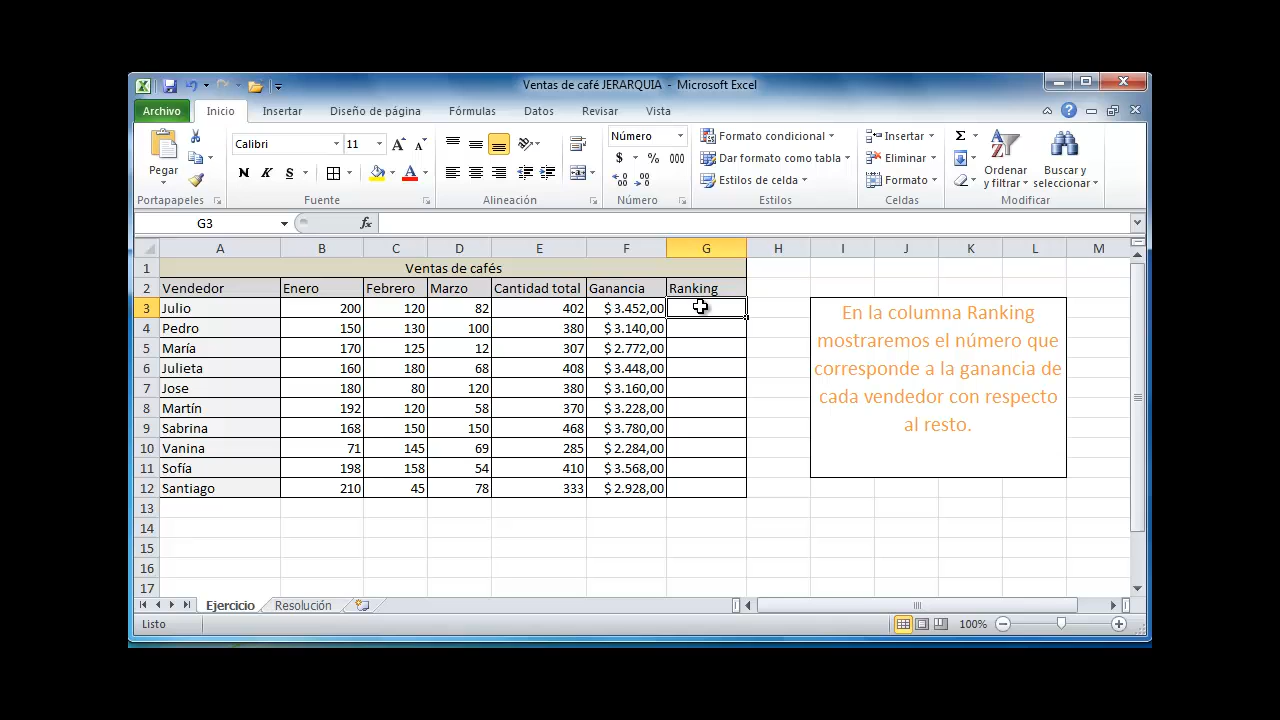 Ventas de café JERARQUIA - Microsoft Excel
Archivo Inicio Insertar Diseño de página Fórmulas Datos Revisar Vista
Pegar
Calibri 11
N K S
Número
$ % 000
Formato condicional
Dar formato como tabla
Estilos de celda
Insertar
Eliminar
Formato
Σ
Ordenar
y filtrar
Buscar y
seleccionar
Portapapeles Fuente Alineación Número Estilos Celdas Modificar
G3 fx
A B C D E F G H I J K L M
1 Ventas de cafés
2 Vendedor Enero Febrero Marzo Cantidad total Ganancia Ranking
3 Julio 200 120 82 402 $ 3.452,00
4 Pedro 150 130 100 380 $ 3.140,00
5 María 170 125 12 307 $ 2.772,00
6 Julieta 160 180 68 408 $ 3.448,00
7 Jose 180 80 120 380 $ 3.160,00
8 Martín 192 120 58 370 $ 3.228,00
9 Sabrina 168 150 150 468 $ 3.780,00
10 Vanina 71 145 69 285 $ 2.284,00
11 Sofía 198 158 54 410 $ 3.568,00
12 Santiago 210 45 78 333 $ 2.928,00
13
14
15
16
17
En la columna Ranking
mostraremos el número que
corresponde a la ganancia de
cada vendedor con respecto
al resto.
Ejercicio Resolución
Listo 100%